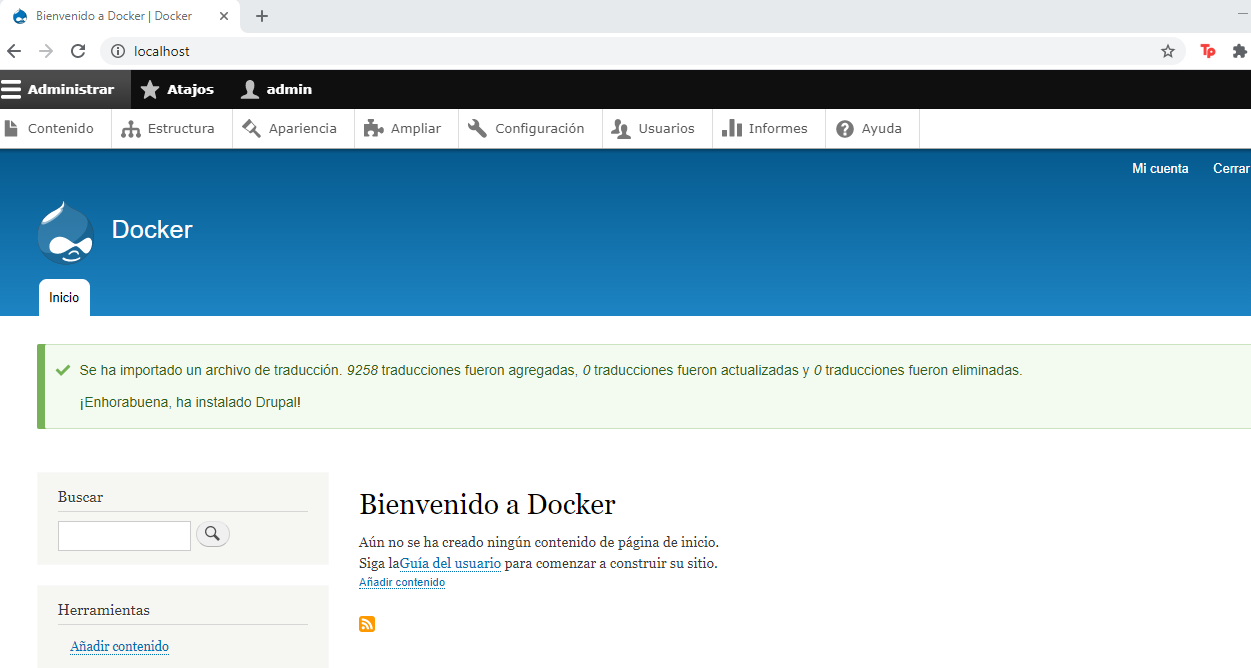 Bienvenido a Docker | Docker
localhost
Tp
Administrar Atajos admin
Contenido Estructura Apariencia Ampliar Configuración Usuarios Informes Ayuda
Mi cuenta Cerrar
Docker
Inicio
Se ha importado un archivo de traducción. 9258 traducciones fueron agregadas, 0 traducciones fueron actualizadas y 0 traducciones fueron eliminadas.
¡Enhorabuena, ha instalado Drupal!
Buscar
Bienvenido a Docker
Aún no se ha creado ningún contenido de página de inicio.
Siga laGuía del usuario para comenzar a construir su sitio.
Añadir contenido
Herramientas
Añadir contenido